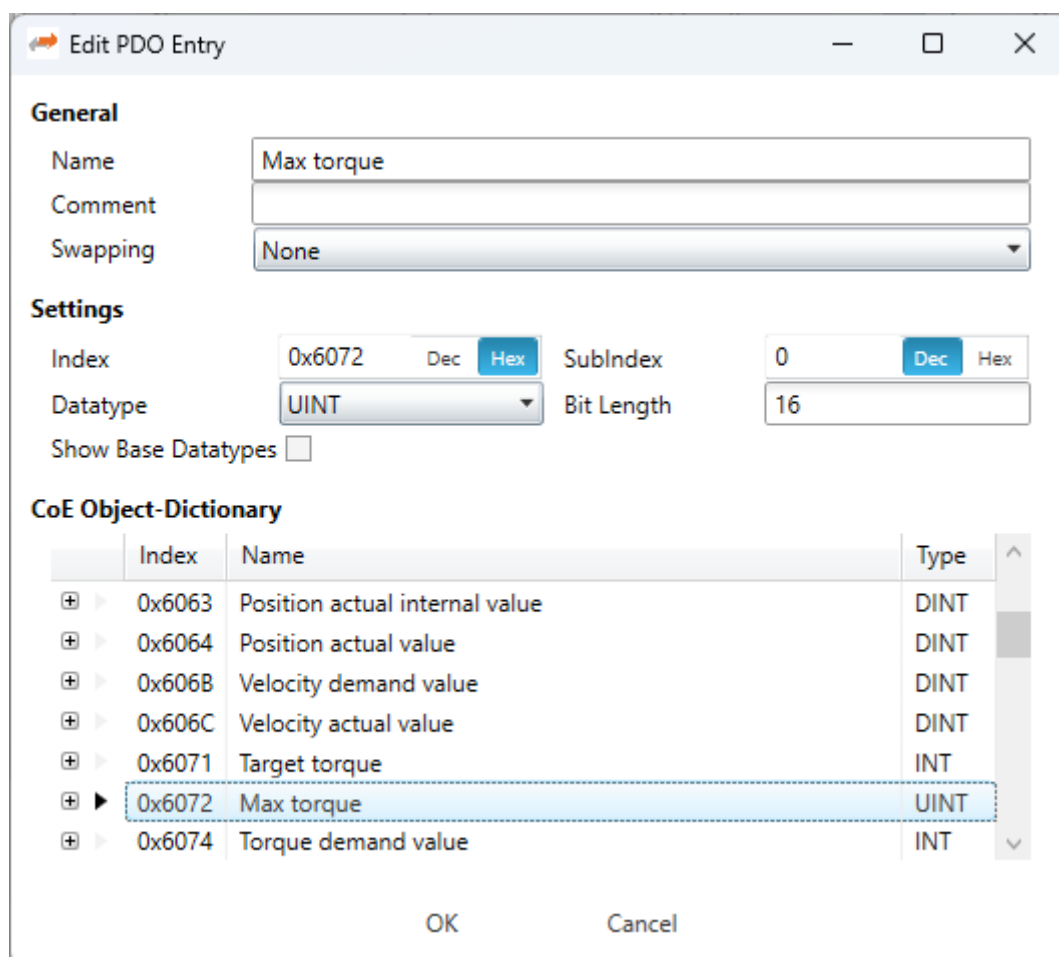 Edit PDO Entry
General
Name Max torque
Comment
Swapping None
Settings
Index 0x6072 Dec Hex SubIndex 0 Dec Hex
Datatype UINT Bit Length 16
Show Base Datatypes
CoE Object-Dictionary
Index Name Type
0x6063 Position actual internal value DINT
0x6064 Position actual value DINT
0x606B Velocity demand value DINT
0x606C Velocity actual value DINT
0x6071 Target torque INT
0x6072 Max torque UINT
0x6074 Torque demand value INT
OK Cancel